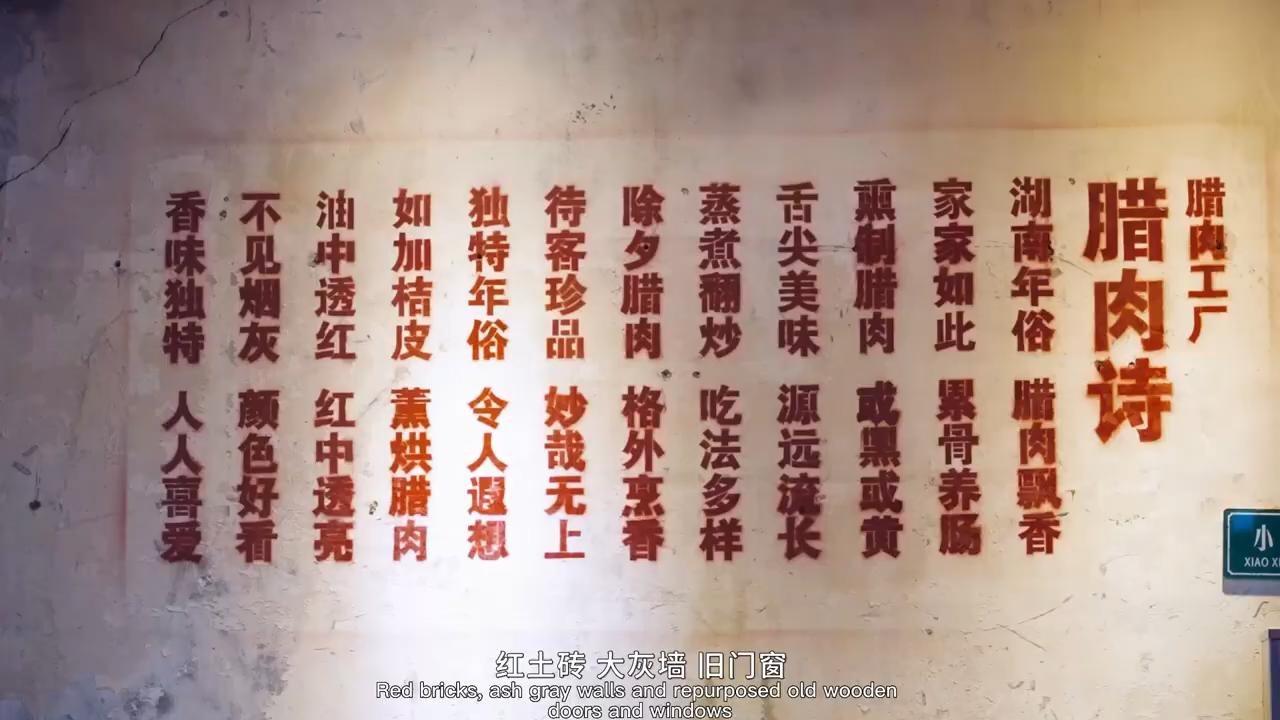 腊肉工厂
腊肉诗
湖南年俗 腊肉飘香
家家如此 累骨养肠
熏制腊肉 或黑或黄
舌尖美味 源远流长
蒸煮翻炒 吃法多样
除夕腊肉 格外烹香
待客珍品 妙哉无上
独特年俗 令人遐想
如加桔皮 薰烘腊肉
油中透红 红中透亮
不见烟灰 颜色好看
香味独特 人人喜爱
小
XIAO XI
红土砖 大灰墙 旧门窗
Red bricks, ash gray walls and repurposed old wooden
doors and windows